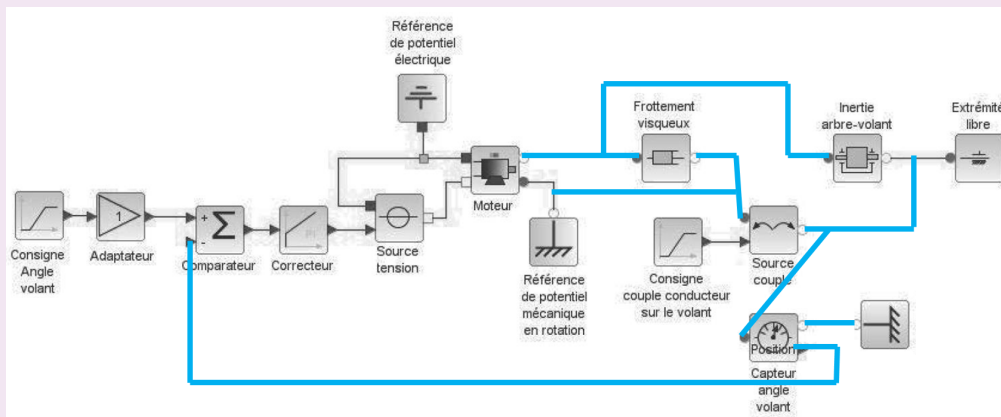 Référence
de potentiel
électrique
Frottement
visqueux
Inertie
arbre-volant
Extrémité
libre
Moteur
1
+
-
Σ
PI
Consigne
Angle
volant
Adaptateur
Comparateur
Correcteur
Source
tension
Référence
de potentiel
mécanique
en rotation
Consigne
couple conducteur
sur le volant
Source
couple
Position
Capteur
angle
volant